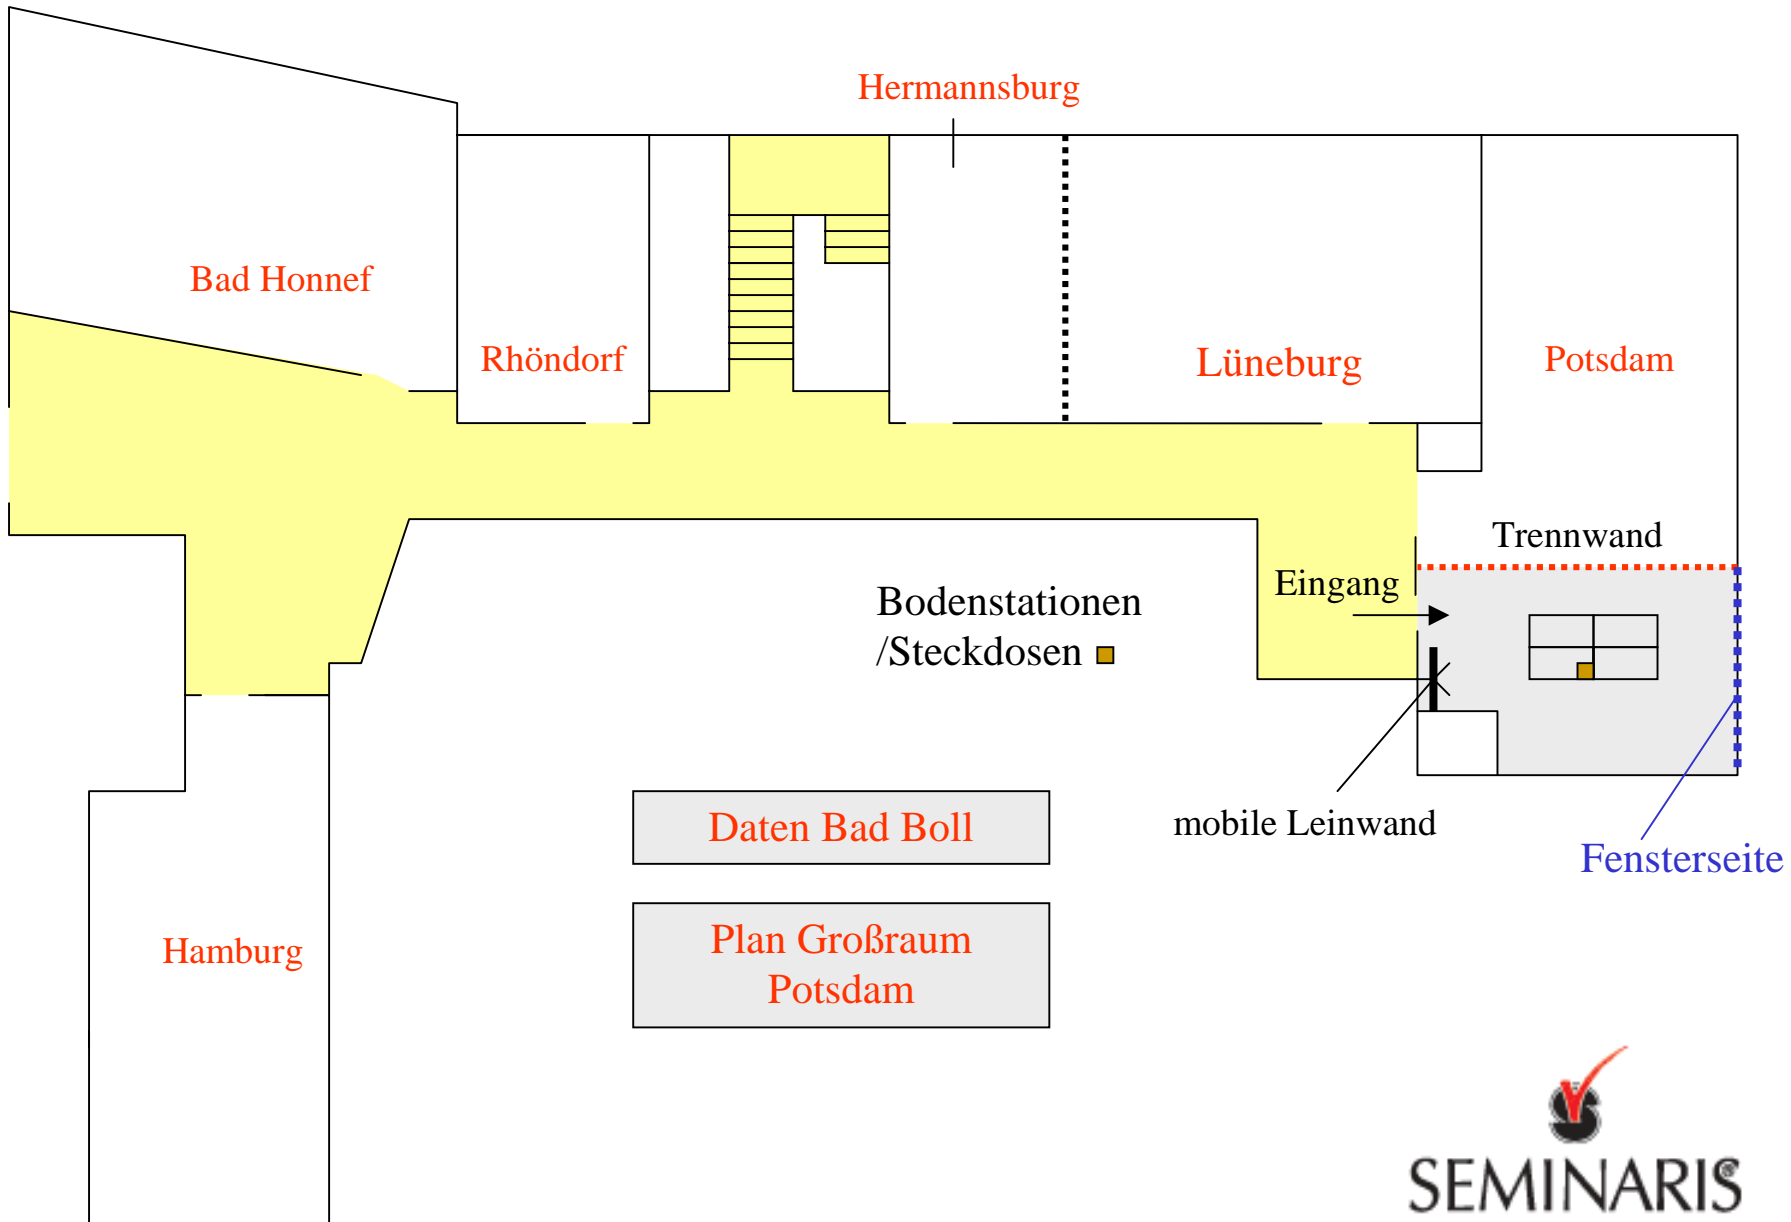 Hermannsburg
Bad Honnef
Rhöndorf
Lüneburg
Potsdam
Trennwand
Eingang
Bodenstationen
/Steckdosen
mobile Leinwand
Daten Bad Boll
Fensterseite
Plan Großraum
Potsdam
Hamburg
SEMINARIS®